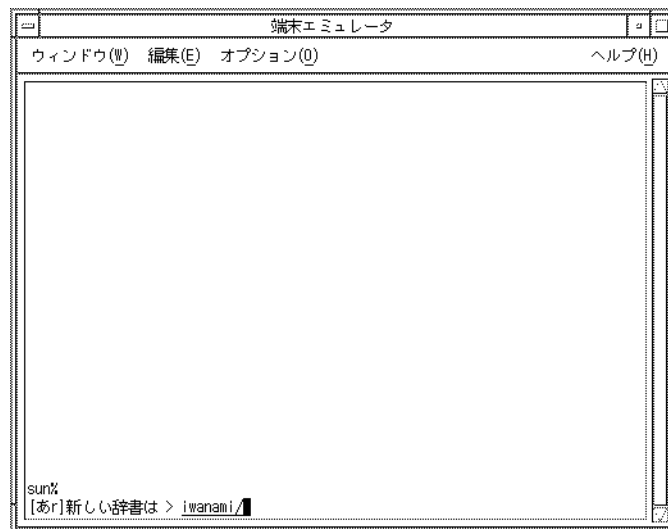 端末エミュレータ
ウィンドウ(W) 編集(E) オプション(O) ヘルプ(H)
sun%
[あr]新しい辞書は > iwanami/